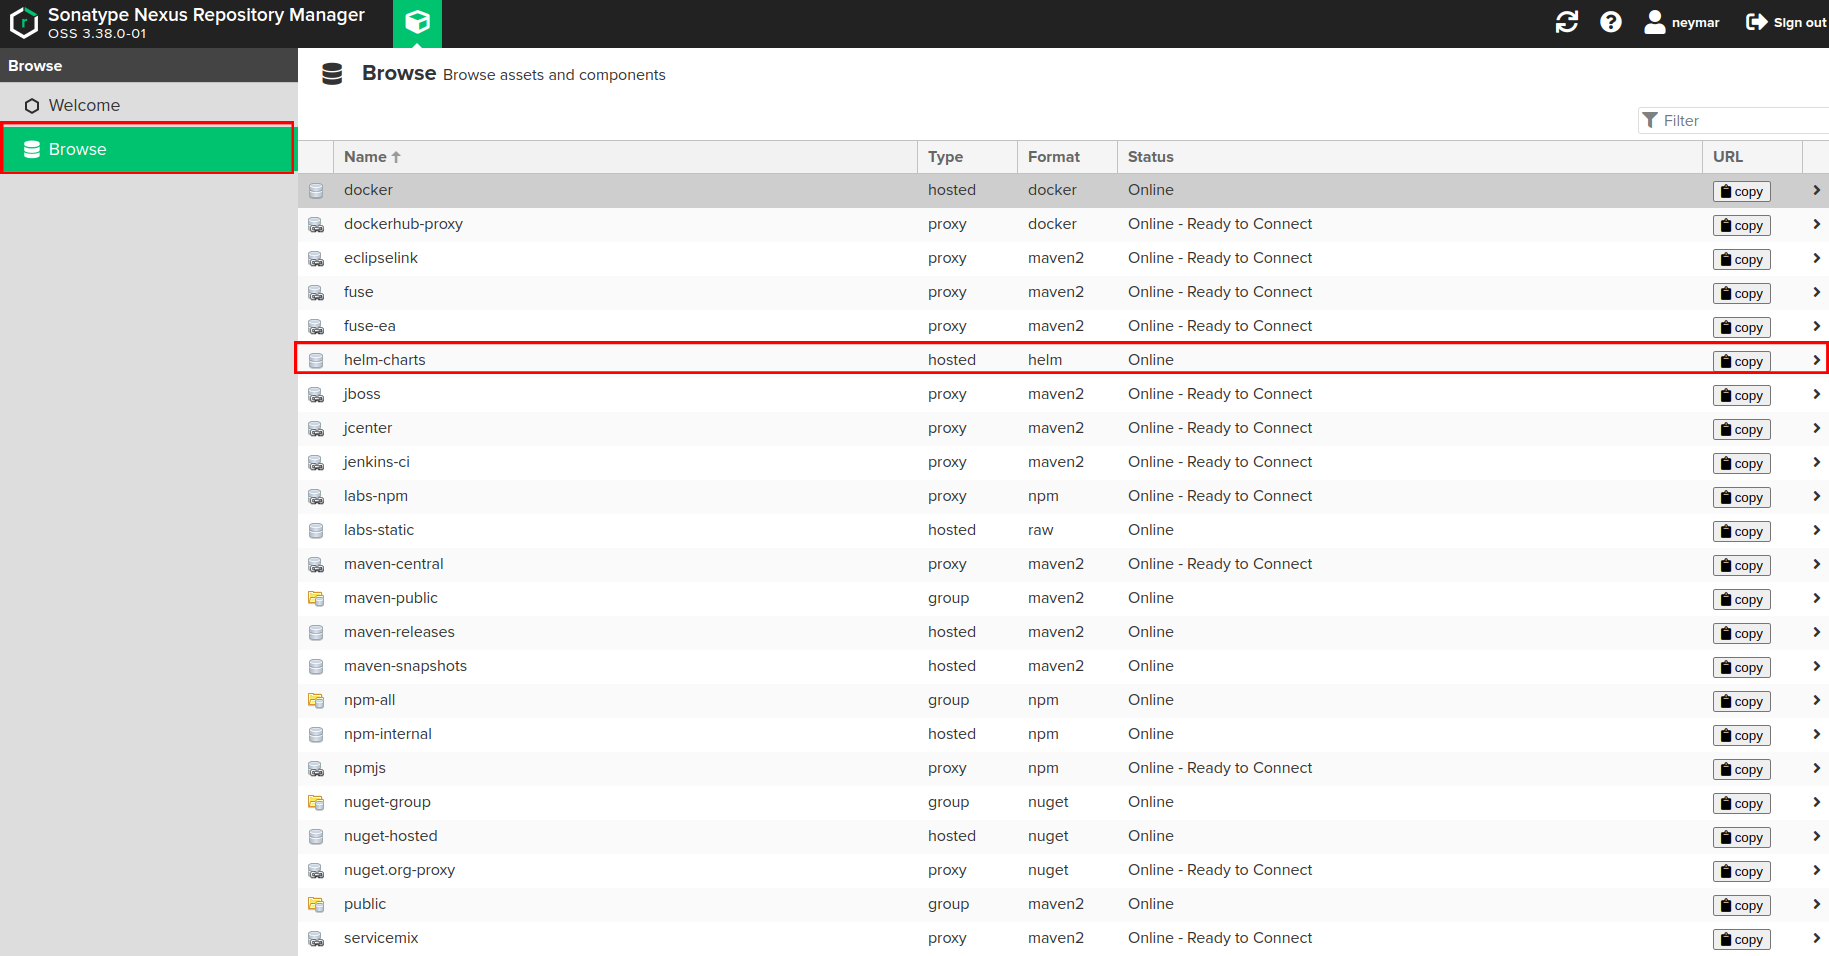 Sonatype Nexus Repository Manager
OSS 3.38.0-01
neymar
Sign out
Browse
Welcome
Browse
Browse Browse assets and components
Filter
Name Type Format Status URL
docker hosted docker Online copy
dockerhub-proxy proxy docker Online - Ready to Connect copy
eclipselink proxy maven2 Online - Ready to Connect copy
fuse proxy maven2 Online - Ready to Connect copy
fuse-ea proxy maven2 Online - Ready to Connect copy
helm-charts hosted helm Online copy
jboss proxy maven2 Online - Ready to Connect copy
jcenter proxy maven2 Online - Ready to Connect copy
jenkins-ci proxy maven2 Online - Ready to Connect copy
labs-npm proxy npm Online - Ready to Connect copy
labs-static hosted raw Online copy
maven-central proxy maven2 Online - Ready to Connect copy
maven-public group maven2 Online copy
maven-releases hosted maven2 Online copy
maven-snapshots hosted maven2 Online copy
npm-all group npm Online copy
npm-internal hosted npm Online copy
npmjs proxy npm Online - Ready to Connect copy
nuget-group group nuget Online copy
nuget-hosted hosted nuget Online copy
nuget.org-proxy proxy nuget Online - Ready to Connect copy
public group maven2 Online copy
servicemix proxy maven2 Online - Ready to Connect copy